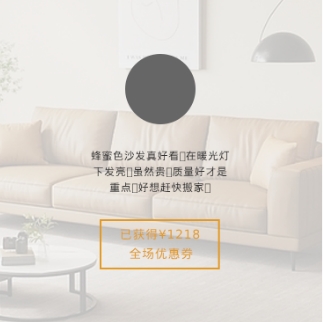 蜂蜜色沙发真好看▯在暖光灯
下发亮▯虽然贵▯质量好才是
重点▯好想赶快搬家▯
已获得¥1218
全场优惠劵